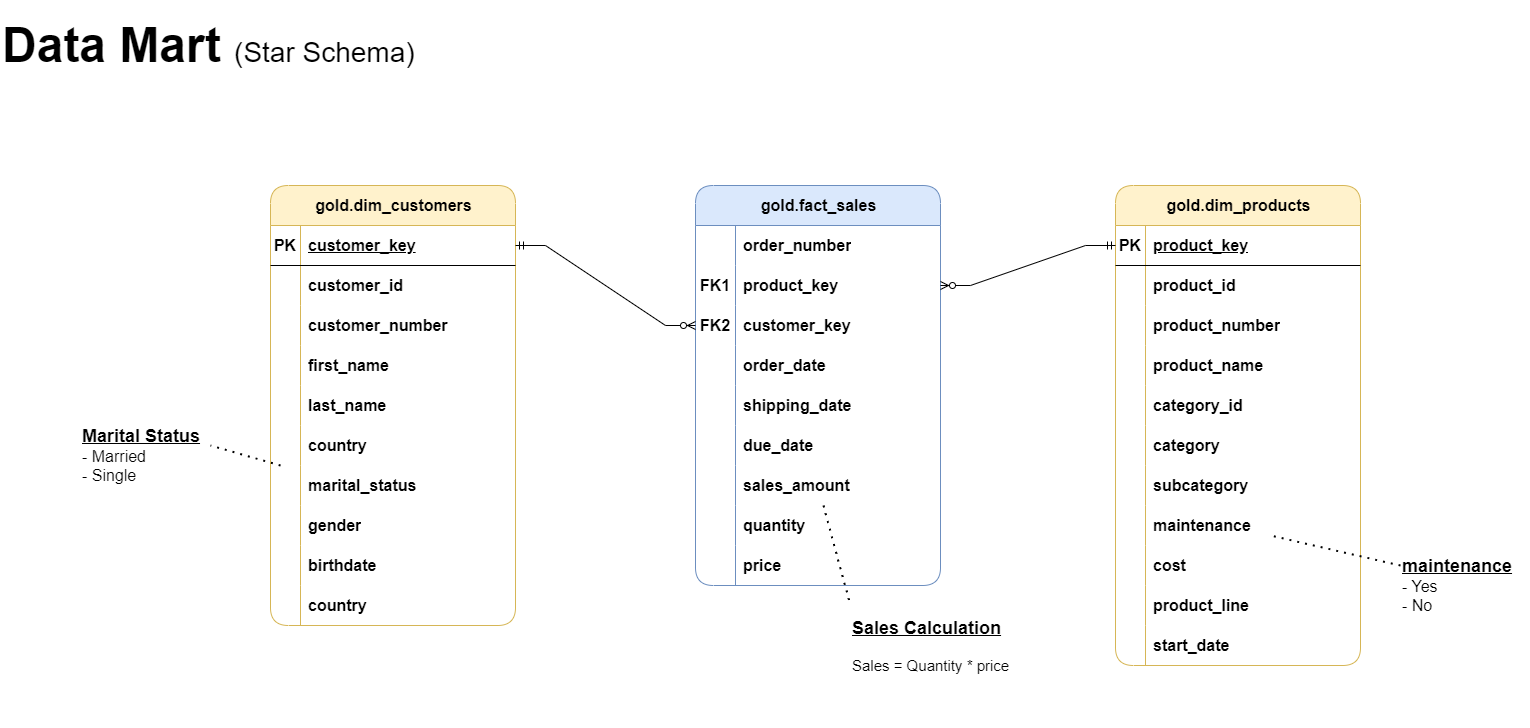 Data Mart (Star Schema)
gold.dim_customers
PK customer_key
customer_id
customer_number
first_name
last_name
country
marital_status
gender
birthdate
country
Marital Status
- Married
- Single
gold.fact_sales
order_number
FK1 product_key
FK2 customer_key
order_date
shipping_date
due_date
sales_amount
quantity
price
Sales Calculation
Sales = Quantity * price
gold.dim_products
PK product_key
product_id
product_number
product_name
category_id
category
subcategory
maintenance
cost
product_line
start_date
maintenance
- Yes
- No